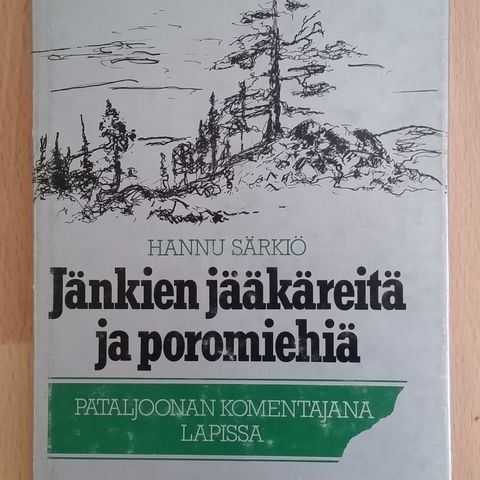 HANNU SÄRKIÖ
Jänkien jääkäreitä
ja poromiehiä
PATALJOONAN KOMENTAJANA
LAPISSA